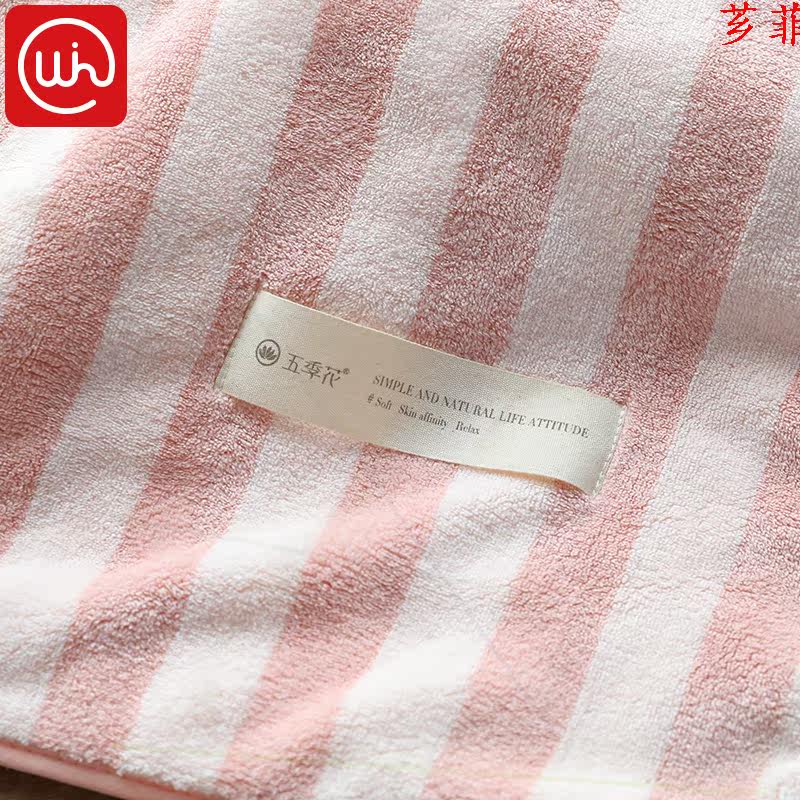 芗菲
五季花®
SIMPLE AND NATURAL LIFE ATTITUDE
# Soft Skin affinity Relax